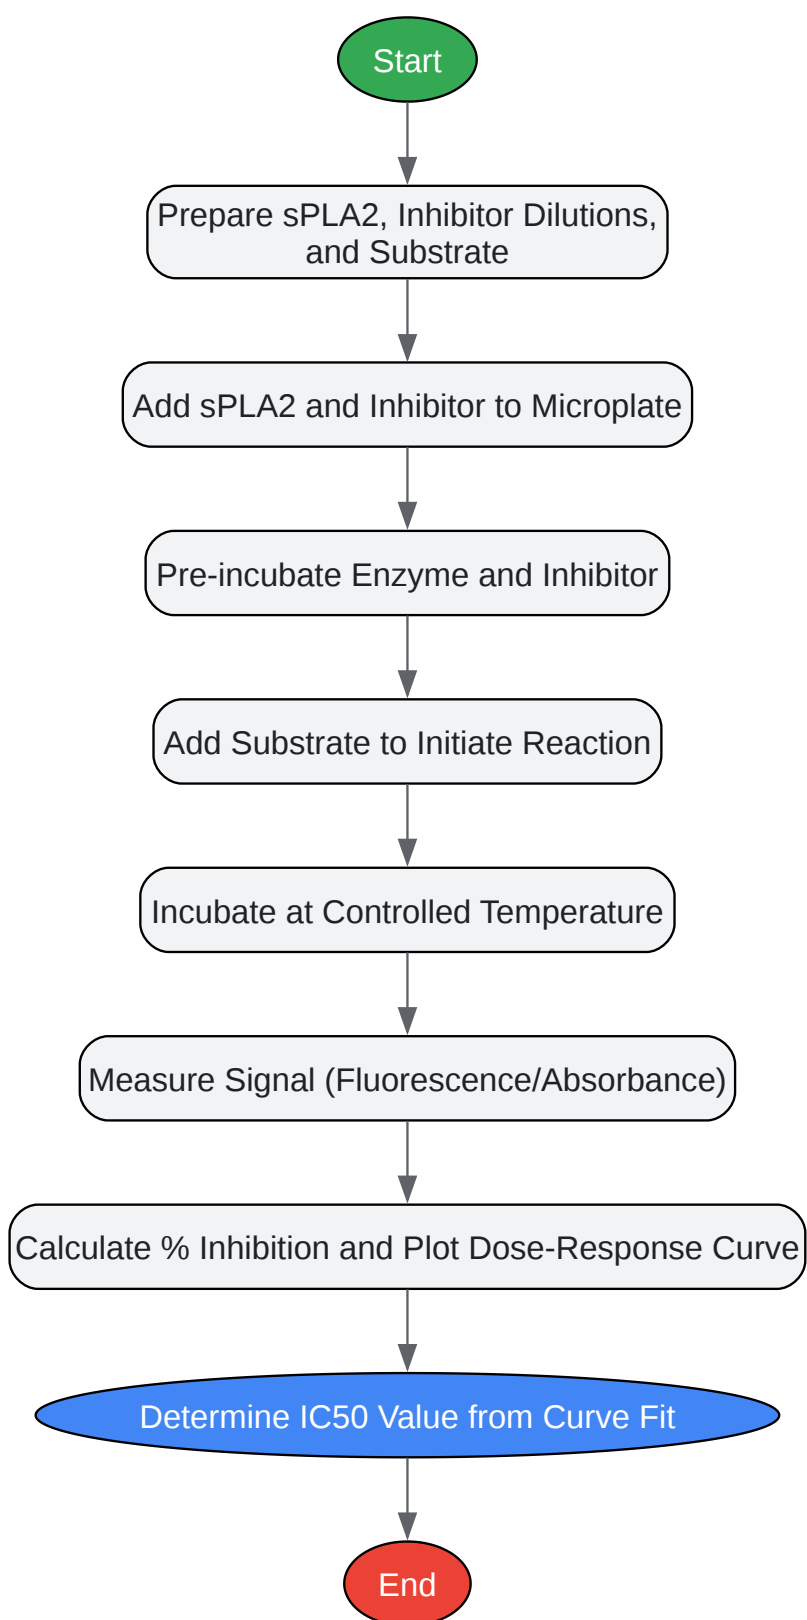 Start
Prepare sPLA2, Inhibitor Dilutions,
and Substrate
Add sPLA2 and Inhibitor to Microplate
Pre-incubate Enzyme and Inhibitor
Add Substrate to Initiate Reaction
Incubate at Controlled Temperature
Measure Signal (Fluorescence/Absorbance)
Calculate % Inhibition and Plot Dose-Response Curve
Determine IC50 Value from Curve Fit
End